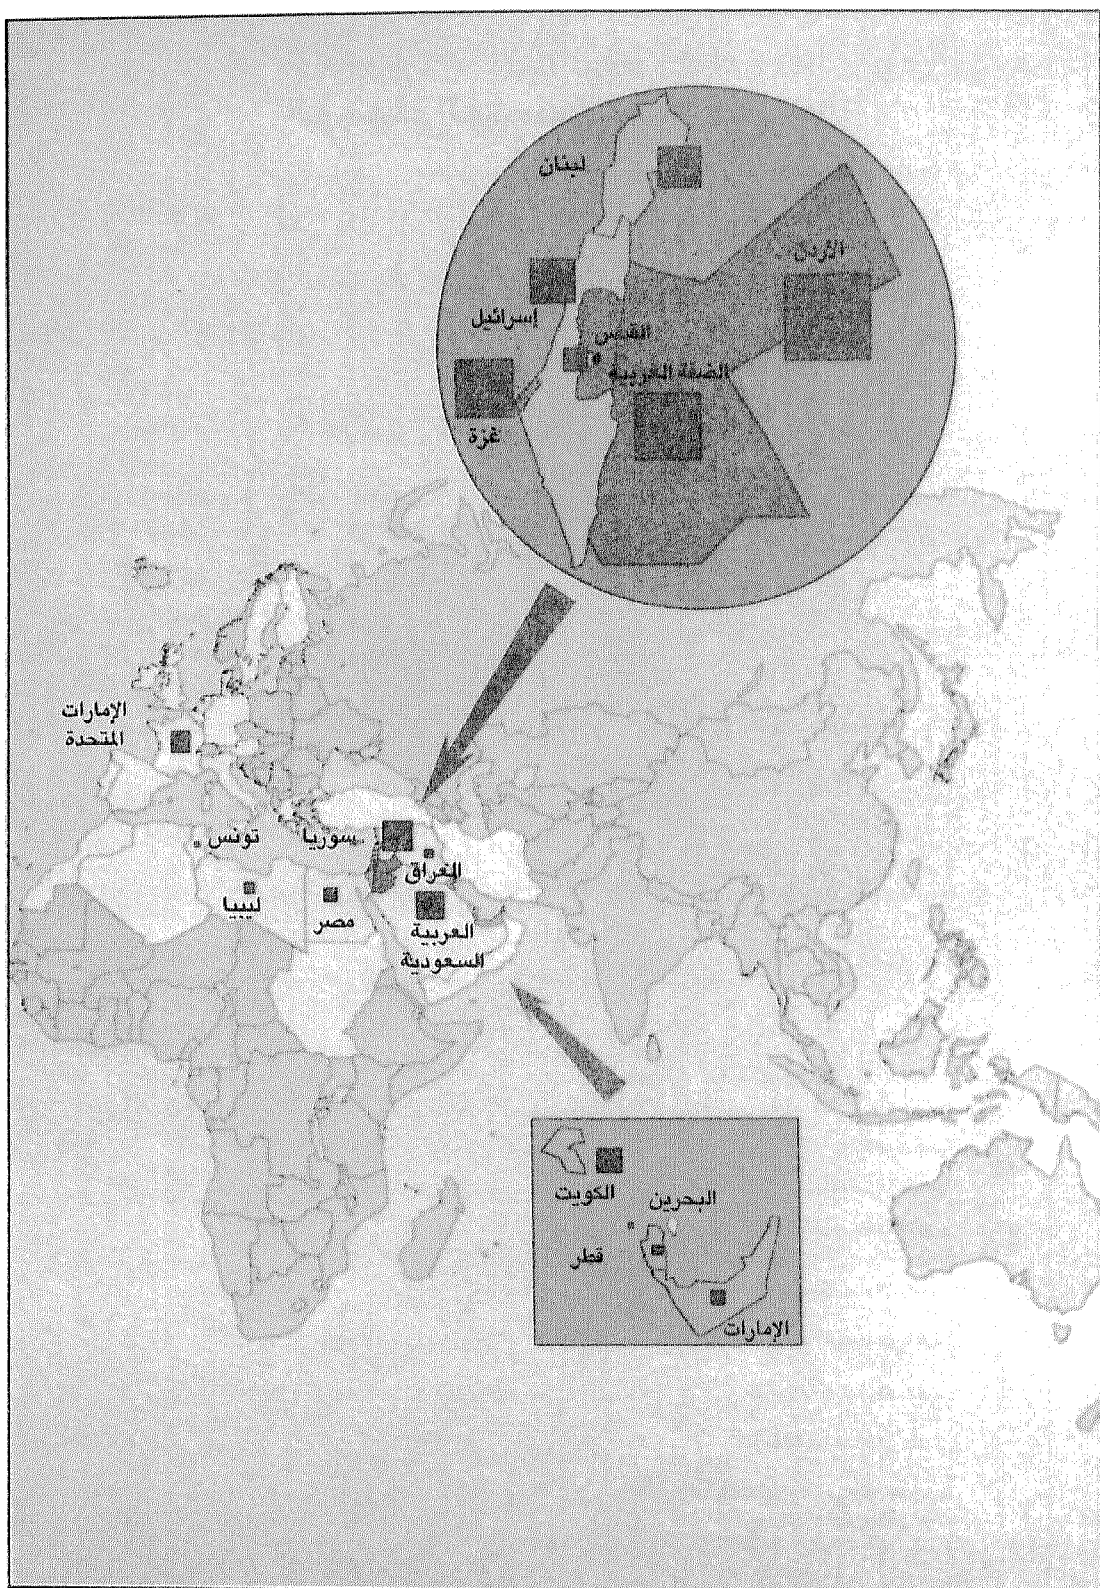 لبنان
الأردن
إسرائيل
القدس
الضفة الغربية
غزة
الإمارات
المتحدة
تونس
سوريا
العراق
ليبيا
مصر
العربية
السعودية
الكويت
البحرين
قطر
الإمارات